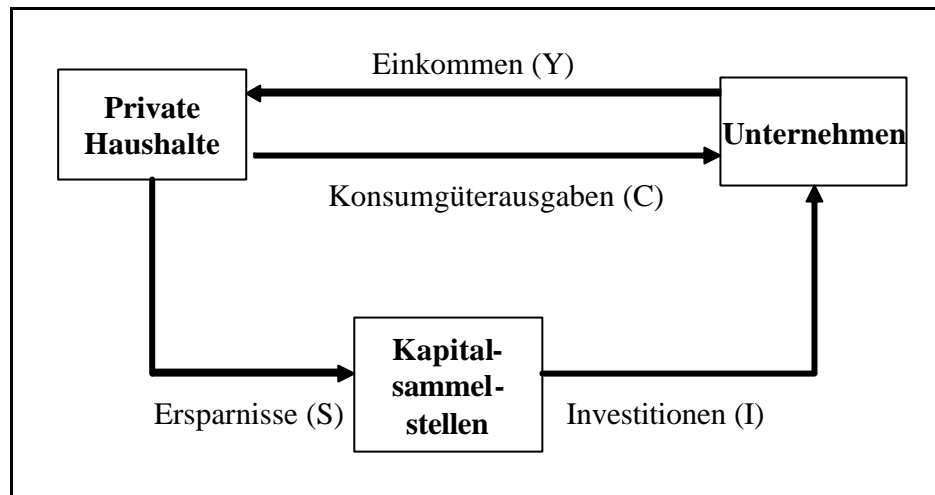 Einkommen (Y)
Private
Haushalte
Unternehmen
Konsumgüterausgaben (C)
Kapital-
sammel-
stellen
Ersparnisse (S)
Investitionen (I)